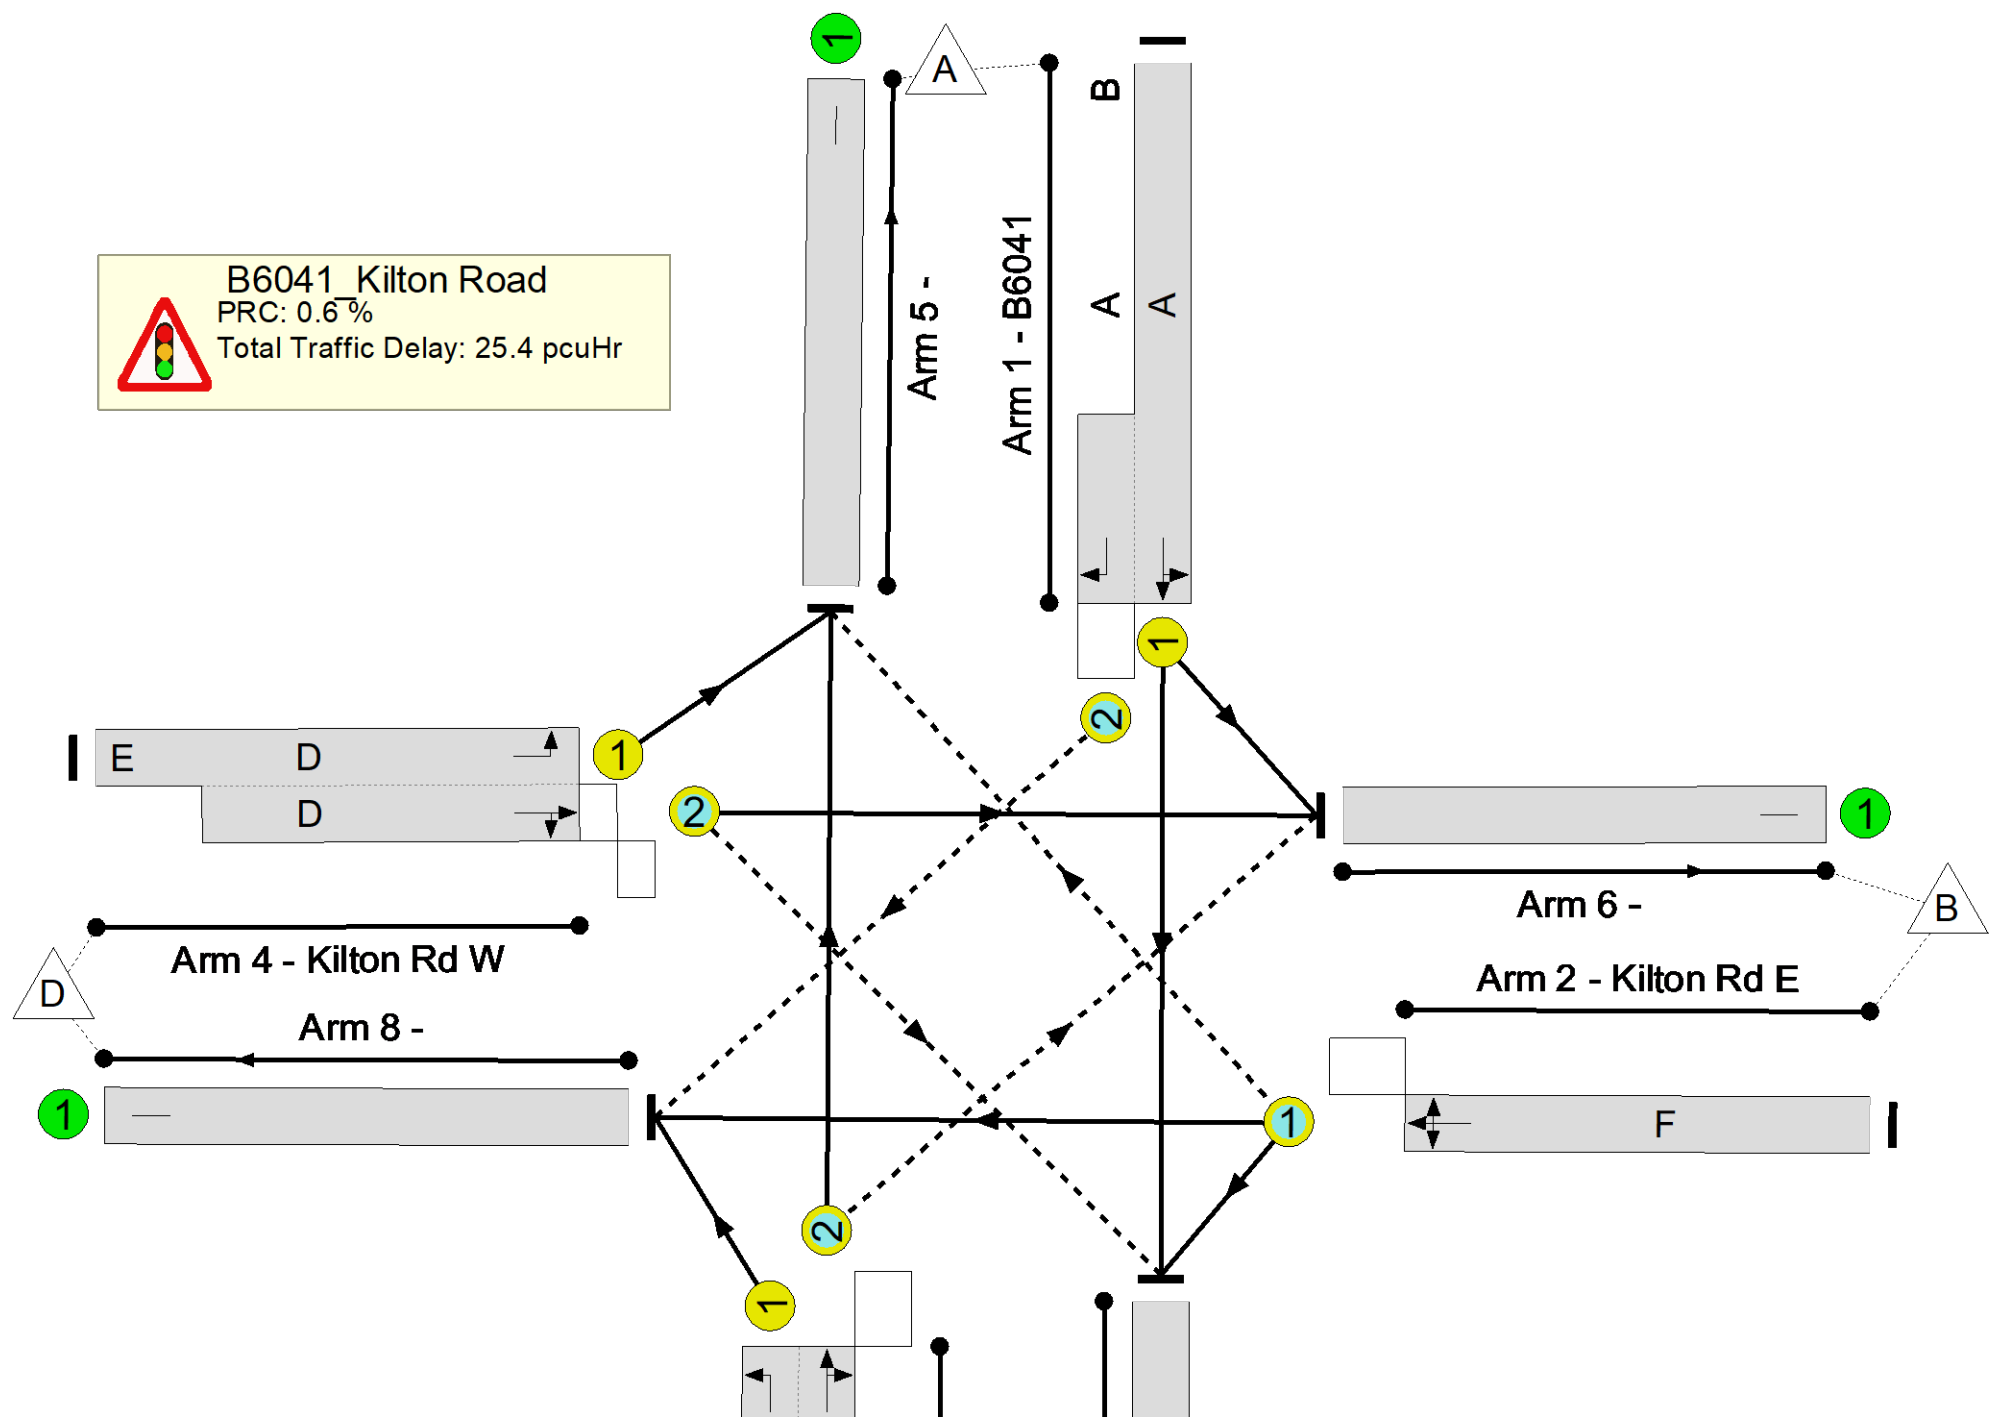 1
A
B
Arm 5 -
Arm 1 - B6041
A
A
B6041_Kilton Road
PRC: 0.6 %
Total Traffic Delay: 25.4 pcuHr
1
2
E
D
1
D
2
1
Arm 6 -
B
Arm 4 - Kilton Rd W
D
Arm 2 - Kilton Rd E
Arm 8 -
1
1
F
2
1